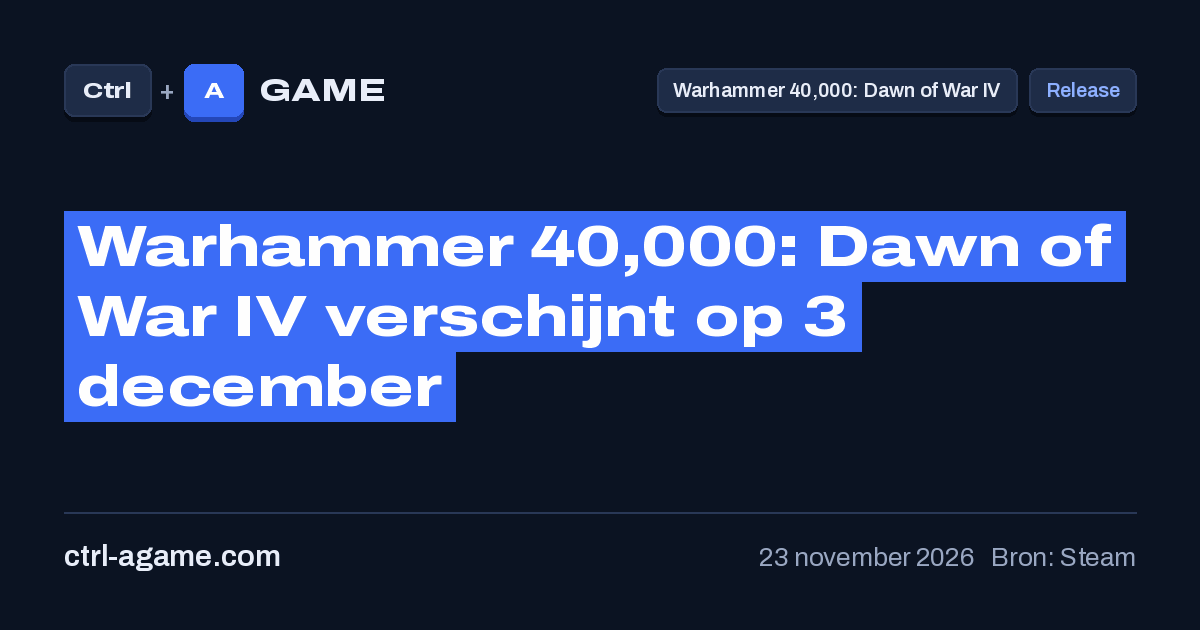 Ctrl + A GAME
Warhammer 40,000: Dawn of War IV
Release
Warhammer 40,000: Dawn of
War IV verschijnt op 3
december
ctrl-agame.com
23 november 2026 Bron: Steam